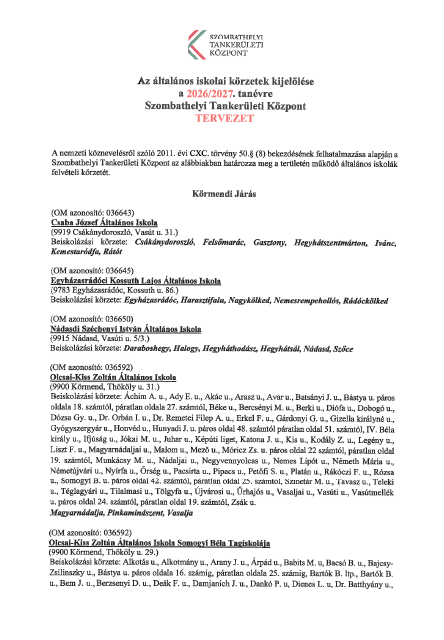 SZOMBATHELYI
TANKERÜLETI
KÖZPONT
Az általános iskolai körzetek kijelölése
a 2026/2027. tanévre
Szombathelyi Tankerületi Központ
TERVEZET
A nemzeti köznevelésről szóló 2011. évi CXC. törvény 50.§ (8) bekezdésének felhatalmazása alapján a
Szombathelyi Tankerületi Központ az alábbiakban határozza meg a területén működő általános iskolák
felvételi körzetét.
Körmendi Járás
(OM azonosító: 036643)
Csaba József Általános Iskola
(9919 Csákánydoroszló, Vasút u. 31.)
Beiskolázási körzete: Csákánydoroszló, Felsőmarác, Gasztony, Hegyhátszentmárton, Ivánc,
Kemestaródfa, Rátót
(OM azonosító: 036645)
Egyházasrádóci Kossuth Lajos Általános Iskola
(9783 Egyházasrádóc, Kossuth u. 86.)
Beiskolázási körzete: Egyházasrádóc, Harasztifalu, Nagykölked, Nemesrempehollós, Rádóckölked
(OM azonosító: 036650)
Nádasdi Széchenyi István Általános Iskola
(9915 Nádasd, Vasúti u. 5/3.)
Beiskolázási körzete: Daraboshegy, Halogy, Hegyháthodász, Hegyhátsál, Nádasd, Szőce
(OM azonosító: 036592)
Olcsai-Kiss Zoltán Általános Iskola
(9900 Körmend, Thököly u. 31.)
Beiskolázási körzete: Áchim A. u., Ady E. u., Akác u., Arasz u., Avar u., Batsányi J. u., Bástya u. páros
oldala 18. számtól, páratlan oldala 27. számtól, Béke u., Bercsényi M. u., Berki u., Diófa u., Dobogó u.,
Dózsa Gy. u., Dr. Orbán I. u., Dr. Remetei Filep A. u., Erkel F. u., Gárdonyi G. u., Gizella királyné u.,
Gyógyszergyár u., Honvéd u., Hunyadi J. u. páros oldal 48. számtól páratlan oldal 51. számtól, IV. Béla
király u., Ifjúság u., Jókai M. u., Juhar u., Képúti liget, Katona J. u., Kis u., Kodály Z. u., Legény u.,
Liszt F. u., Magyarnádaljai u., Malom u., Mező u., Móricz Zs. u. páros oldal 22 számtól, páratlan oldal
19. számtól, Munkácsy M. u., Nádaljai u., Negyvennyolcas u., Nemes Lipót u., Németh Mária u.,
Németújvári u., Nyírfa u., Őrség u., Pacsirta u., Pipacs u., Petőfi S. u., Platán u., Rákóczi F. u., Rózsa
u., Somogyi B. u. páros oldal 42. számtól, páratlan oldal 25. számtól, Szinetár M. u., Tavasz u., Teleki
u., Téglagyári u., Tilalmasi u., Tölgyfa u., Újvárosi u., Űrhajós u., Vasaljai u., Vasúti u., Vasútmellék
u. páros oldal 24. számtól, páratlan oldal 19. számtól, Zsák u.
Magyarnádalja, Pinkamindszent, Vasalja
(OM azonosító: 036592)
Olcsai-Kiss Zoltán Általános Iskola Somogyi Béla Tagiskolája
(9900 Körmend, Thököly u. 29.)
Beiskolázási körzete: Alkotás u., Alkotmány u., Arany J. u., Árpád u., Babits M. u, Bacsó B. u., Bajcsy-
Zsilinszky u., Bástya u. páros oldala 16. számig, páratlan oldala 25. számig, Bartók B. ltp., Bartók B.
u., Bem J. u., Berzsenyi D. u., Deák F. u., Damjanich J. u., Dankó P. u, Dienes L. u, Dr. Batthyány u.,